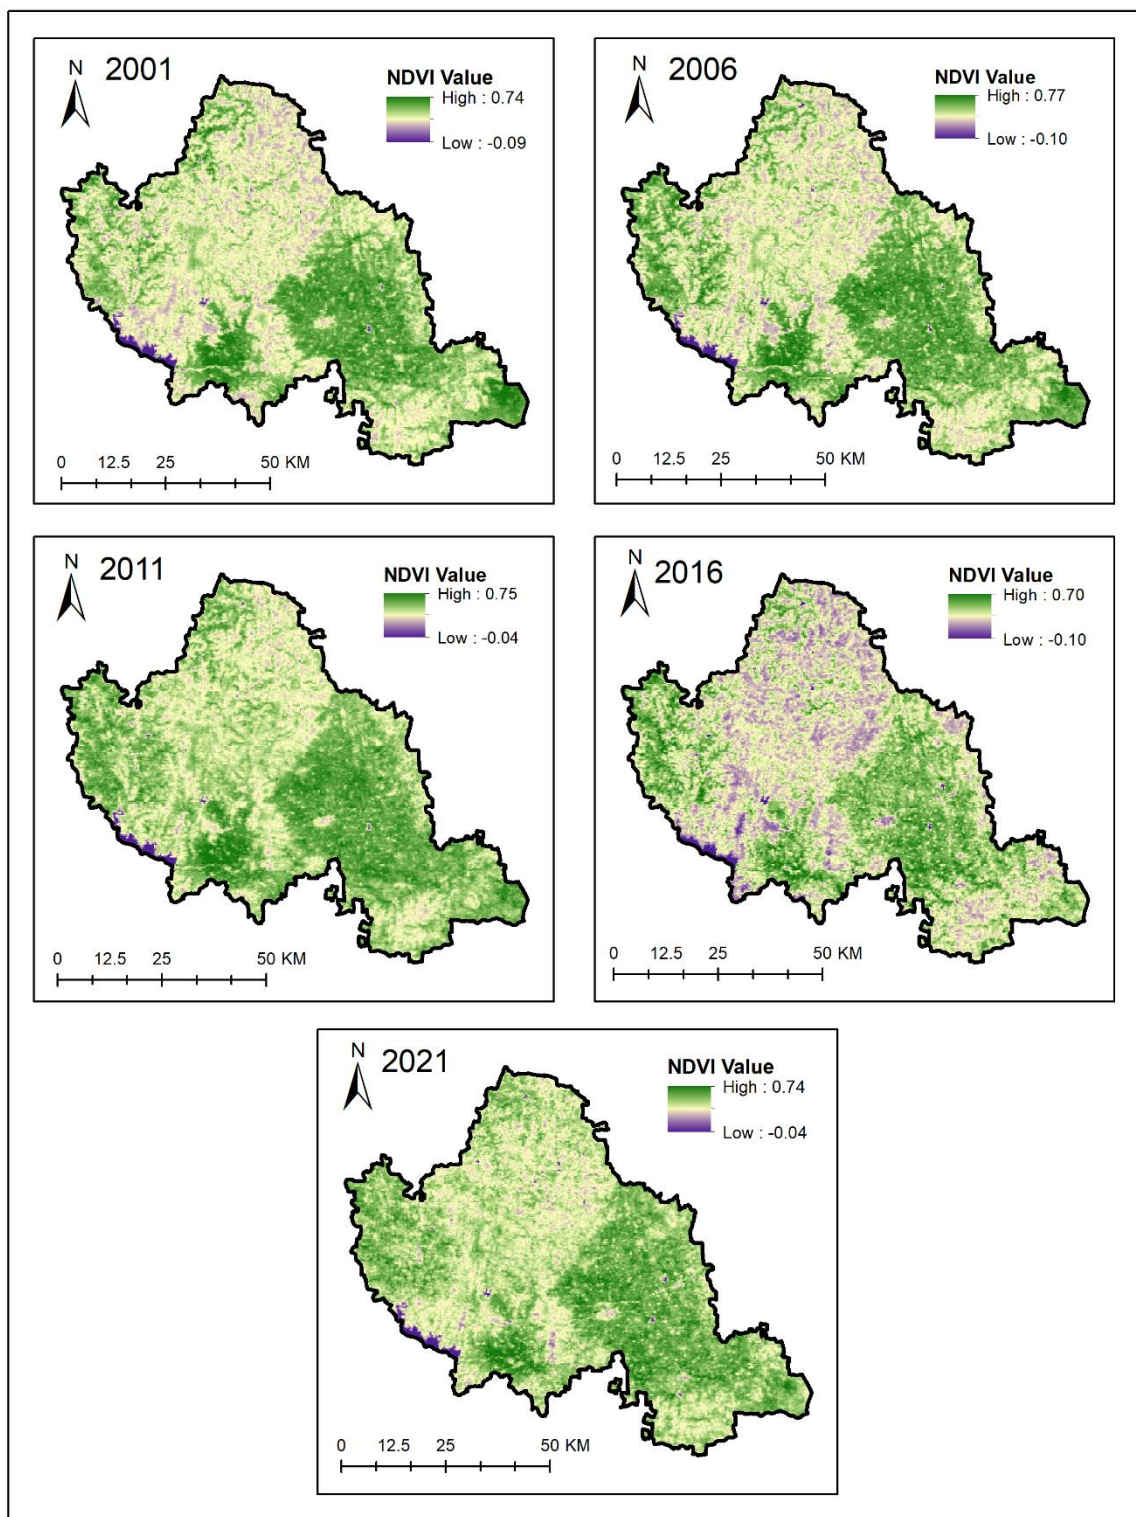 N
2001
NDVI Value
High : 0.74
Low : -0.09
0 12.5 25 50 KM
N
2006
NDVI Value
High : 0.77
Low : -0.10
0 12.5 25 50 KM
N
2011
NDVI Value
High : 0.75
Low : -0.04
0 12.5 25 50 KM
N
2016
NDVI Value
High : 0.70
Low : -0.10
0 12.5 25 50 KM
N
2021
NDVI Value
High : 0.74
Low : -0.04
0 12.5 25 50 KM